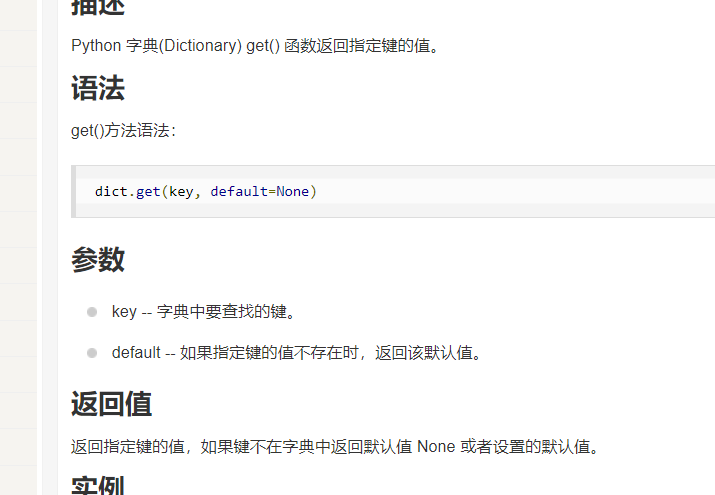 描述
Python 字典(Dictionary) get() 函数返回指定键的值。
语法
get()方法语法：
dict.get(key, default=None)
参数
key -- 字典中要查找的键。
default -- 如果指定键的值不存在时，返回该默认值。
返回值
返回指定键的值，如果键不在字典中返回默认值 None 或者设置的默认值。
实例